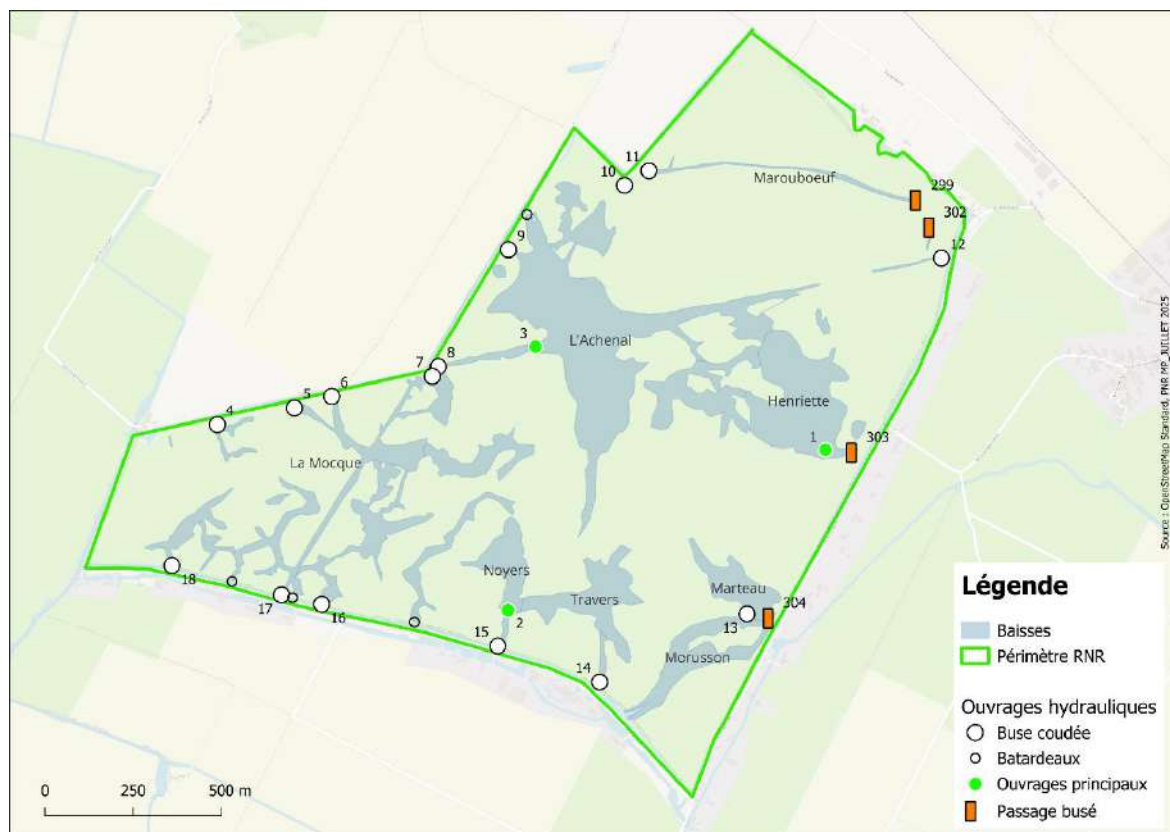 11
10
Marouboeuf
299
302
12
9
3
L'Achenal
8
7
6
5
4
Henriette
1
303
La Mocque
Noyers
Travers
Marteau
304
13
2
Morusson
18
17
16
15
14
0 250 500 m
Légende
Baisses
Périmètre RNR
Ouvrages hydrauliques
Buse coudée
Batardeaux
Ouvrages principaux
Passage busé
Source : OpenStreetMap Standard, PNR MP_JUILLET 2025